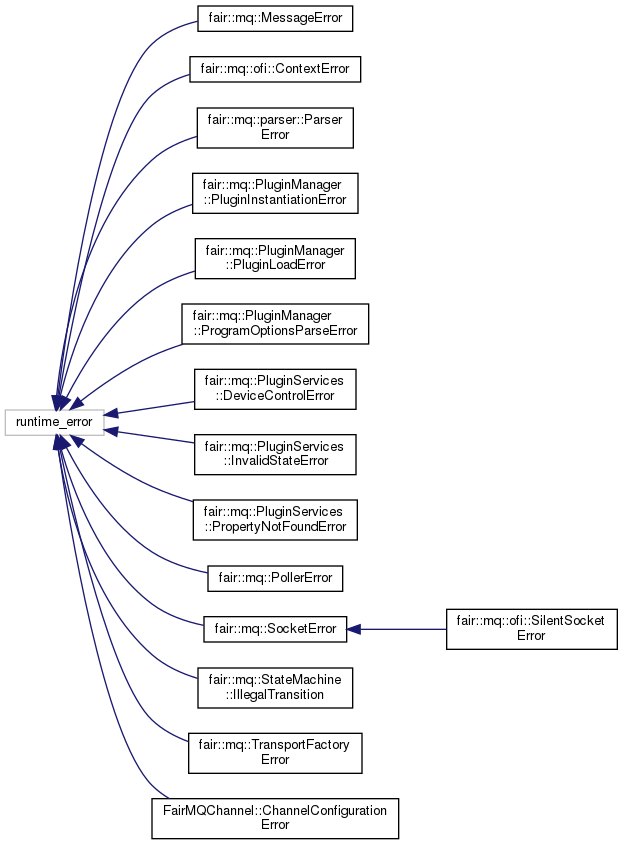 fair::mq::MessageError
fair::mq::ofi::ContextError
fair::mq::parser::Parser
Error
fair::mq::PluginManager
::PluginInstantiationError
fair::mq::PluginManager
::PluginLoadError
fair::mq::PluginManager
::ProgramOptionsParseError
fair::mq::PluginServices
::DeviceControlError
runtime_error
fair::mq::PluginServices
::InvalidStateError
fair::mq::PluginServices
::PropertyNotFoundError
fair::mq::PollerError
fair::mq::SocketError
fair::mq::ofi::SilentSocket
Error
fair::mq::StateMachine
::IllegalTransition
fair::mq::TransportFactory
Error
FairMQChannel::ChannelConfiguration
Error